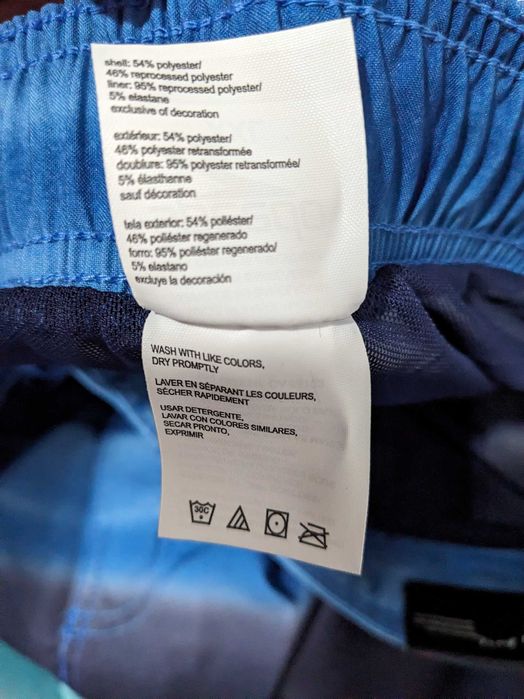 shell: 54% polyester/
46% reprocessed polyester
liner: 95% reprocessed polyester/
5% elastane
exclusive of decoration
extérieur: 54% polyester/
46% polyester retransformée
doublure: 95% polyester retransformée/
5% élasthanne
sauf décoration
tela exterior: 54% poliéster/
46% poliéster regenerado
forro: 95% poliéster regenerado/
5% elastano
excluye la decoración
WASH WITH LIKE COLORS,
DRY PROMPTLY
LAVER EN SÉPARANT LES COULEURS,
SÉCHER RAPIDEMENT
USAR DETERGENTE,
LAVAR CON COLORES SIMILARES,
SECAR PRONTO,
EXPRIMIR
30C